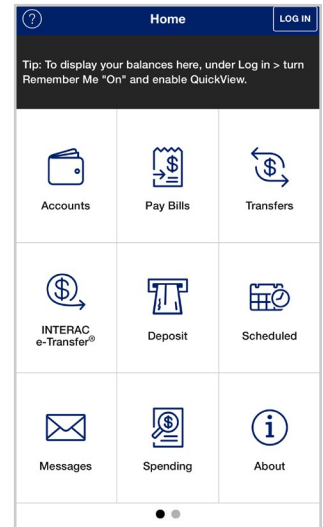 ?
Home
LOG IN
Tip: To display your balances here, under Log in > turn
Remember Me "On" and enable QuickView.
$
$
$
Accounts
Pay Bills
Transfers
$
INTERAC
e-Transfer®
Deposit
Scheduled
$
i
Messages
Spending
About